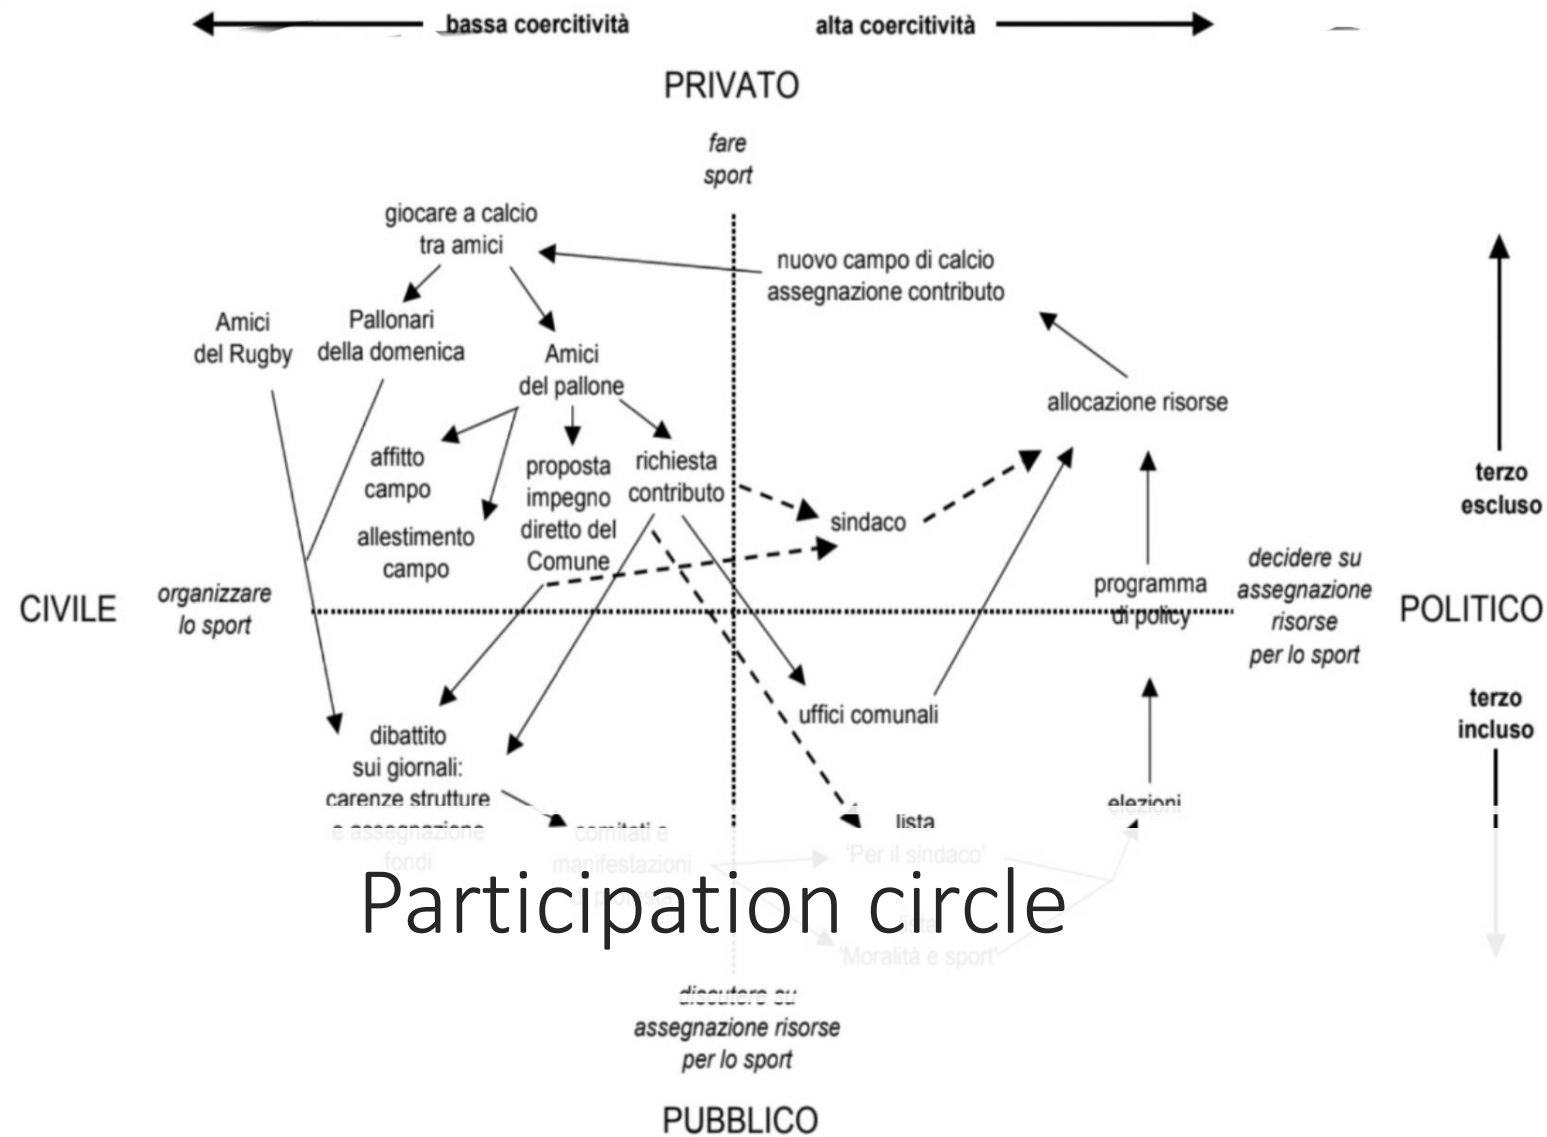 bassa coercitività
alta coercitività
PRIVATO
fare
sport
giocare a calcio
tra amici
nuovo campo di calcio
assegnazione contributo
Amici
del Rugby
Pallonari
della domenica
Amici
del pallone
allocazione risorse
affitto
campo
proposta
impegno
diretto del
Comune
richiesta
contributo
allestimento
campo
sindaco
terzo
escluso
CIVILE
organizzare
lo sport
programma
di policy
decidere su
assegnazione
risorse
per lo sport
POLITICO
terzo
incluso
uffici comunali
dibattito
sui giornali:
carenze strutture
e assegnazione
fondi
comitati e
manifestazioni
di protesta
elezioni
lista
'Per il sindaco'
lista
'Moralità e sport'
Participation circle
discutere su
assegnazione risorse
per lo sport
PUBBLICO